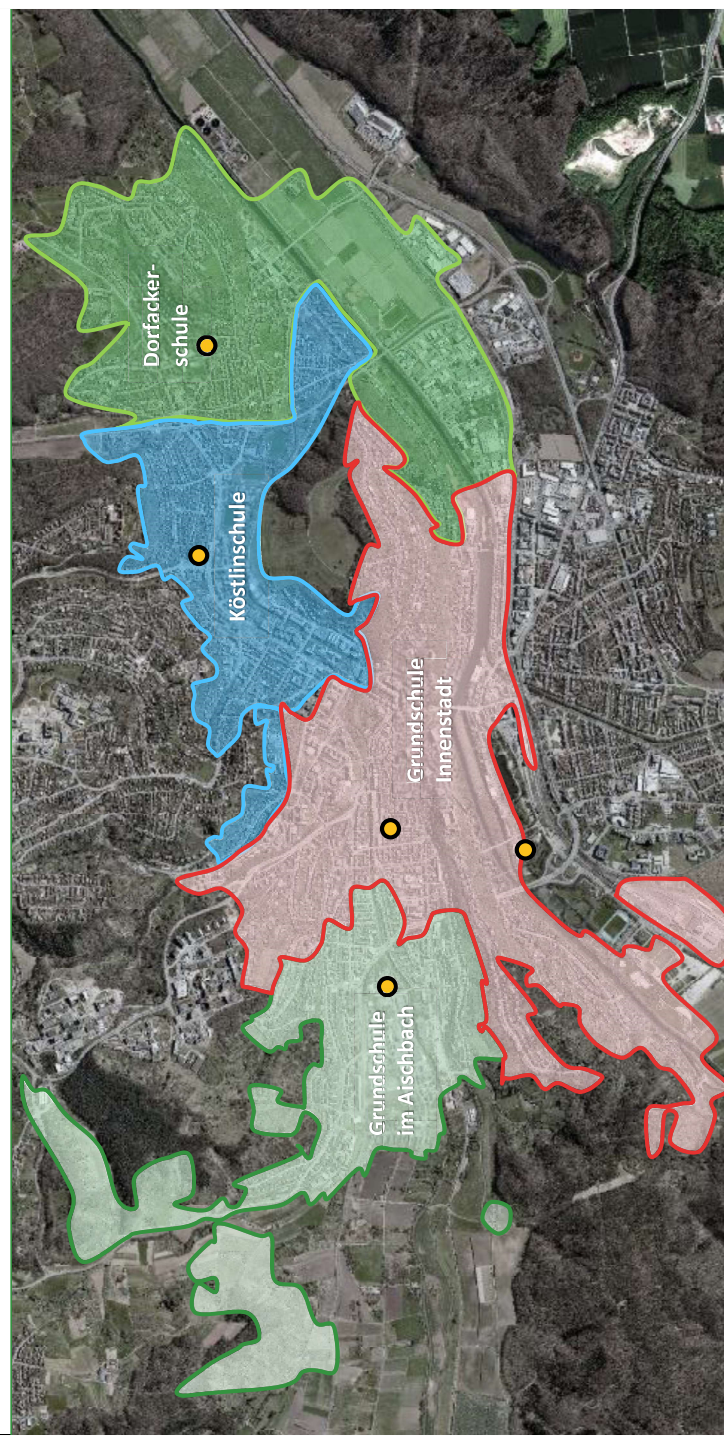 Dorfacker-
schule
Köstlinschule
Grundschule
Innenstadt
Grundschule
im Aischbach